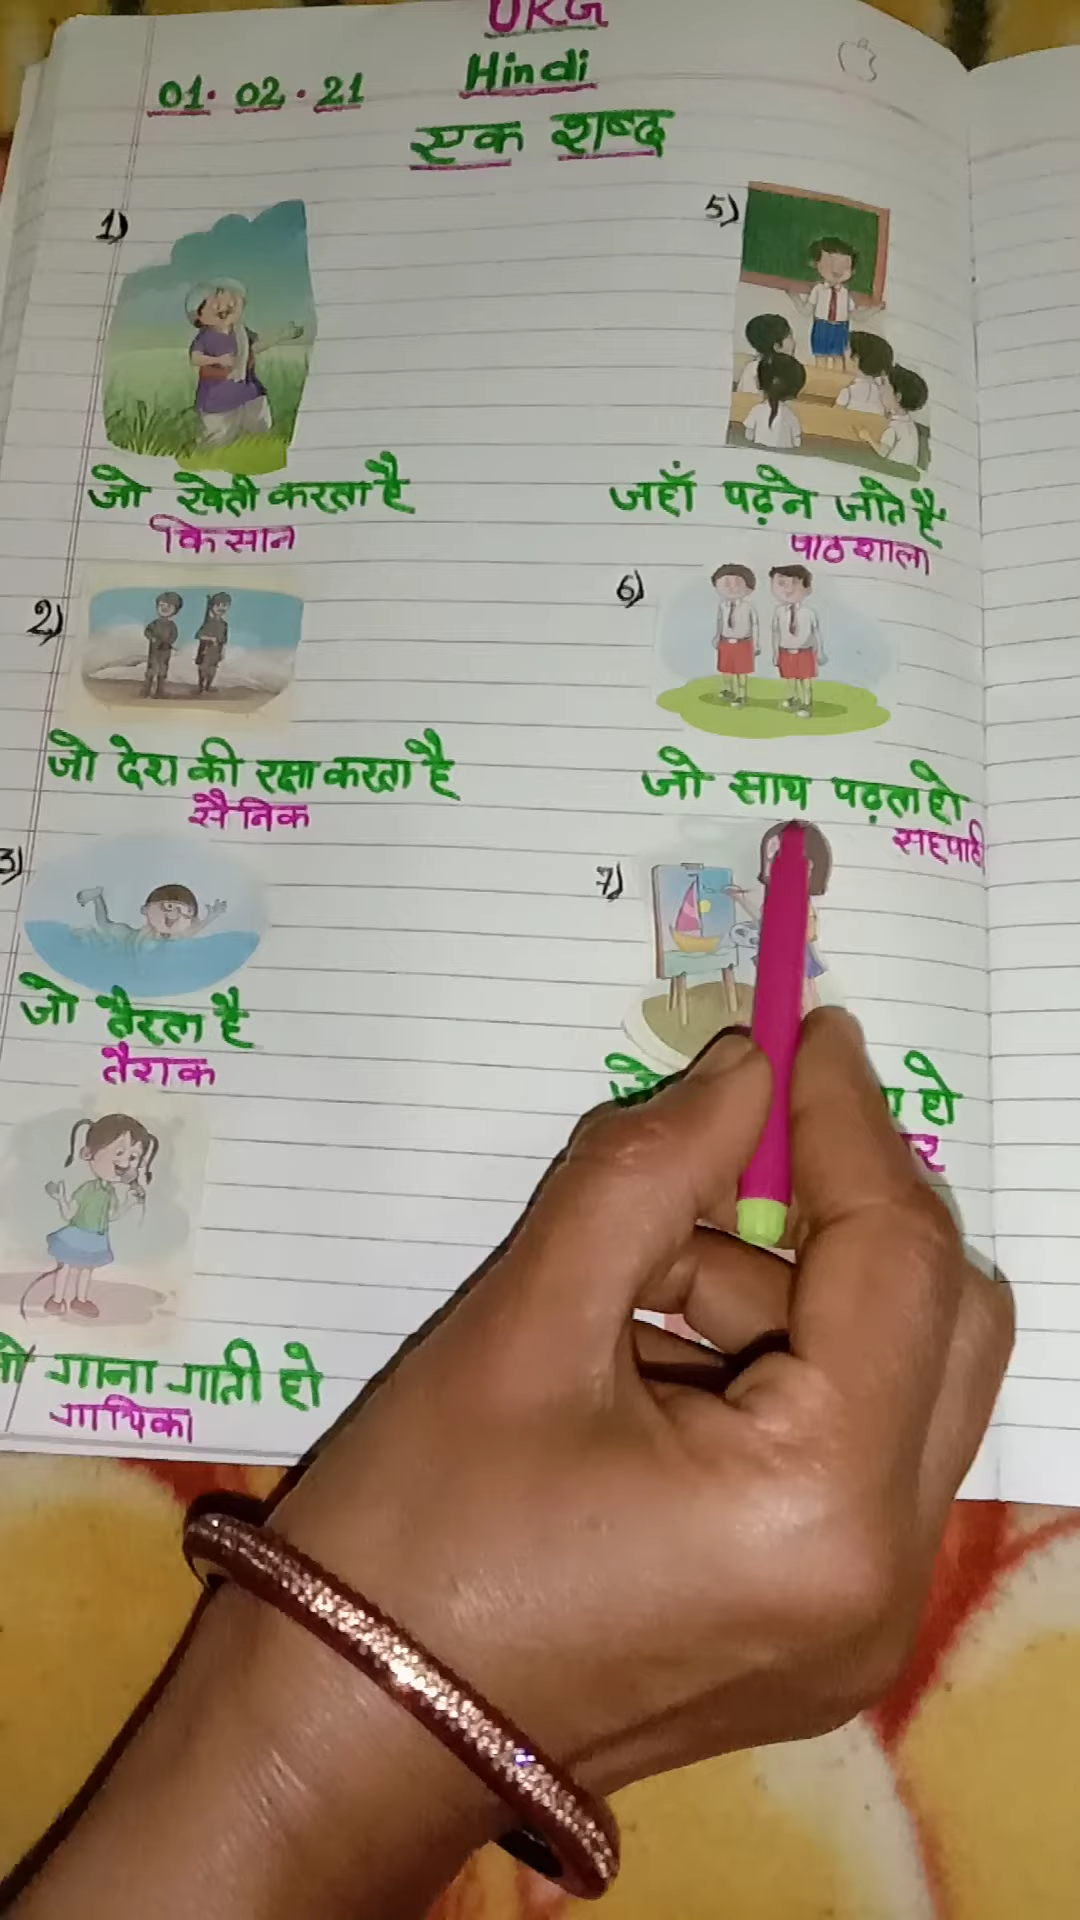 UKG
Hindi
01.02.21
एक शब्द
1)
जो खेती करता है
किसान
2)
जो देश की रक्षा करता है
सैनिक
3)
जो तैरता है
तैराक
गाना गाती हो
गायिका
5)
जहाँ पढ़ने जाते है
पाठशाला
6)
जो साथ पढ़ता हो
7)
हो